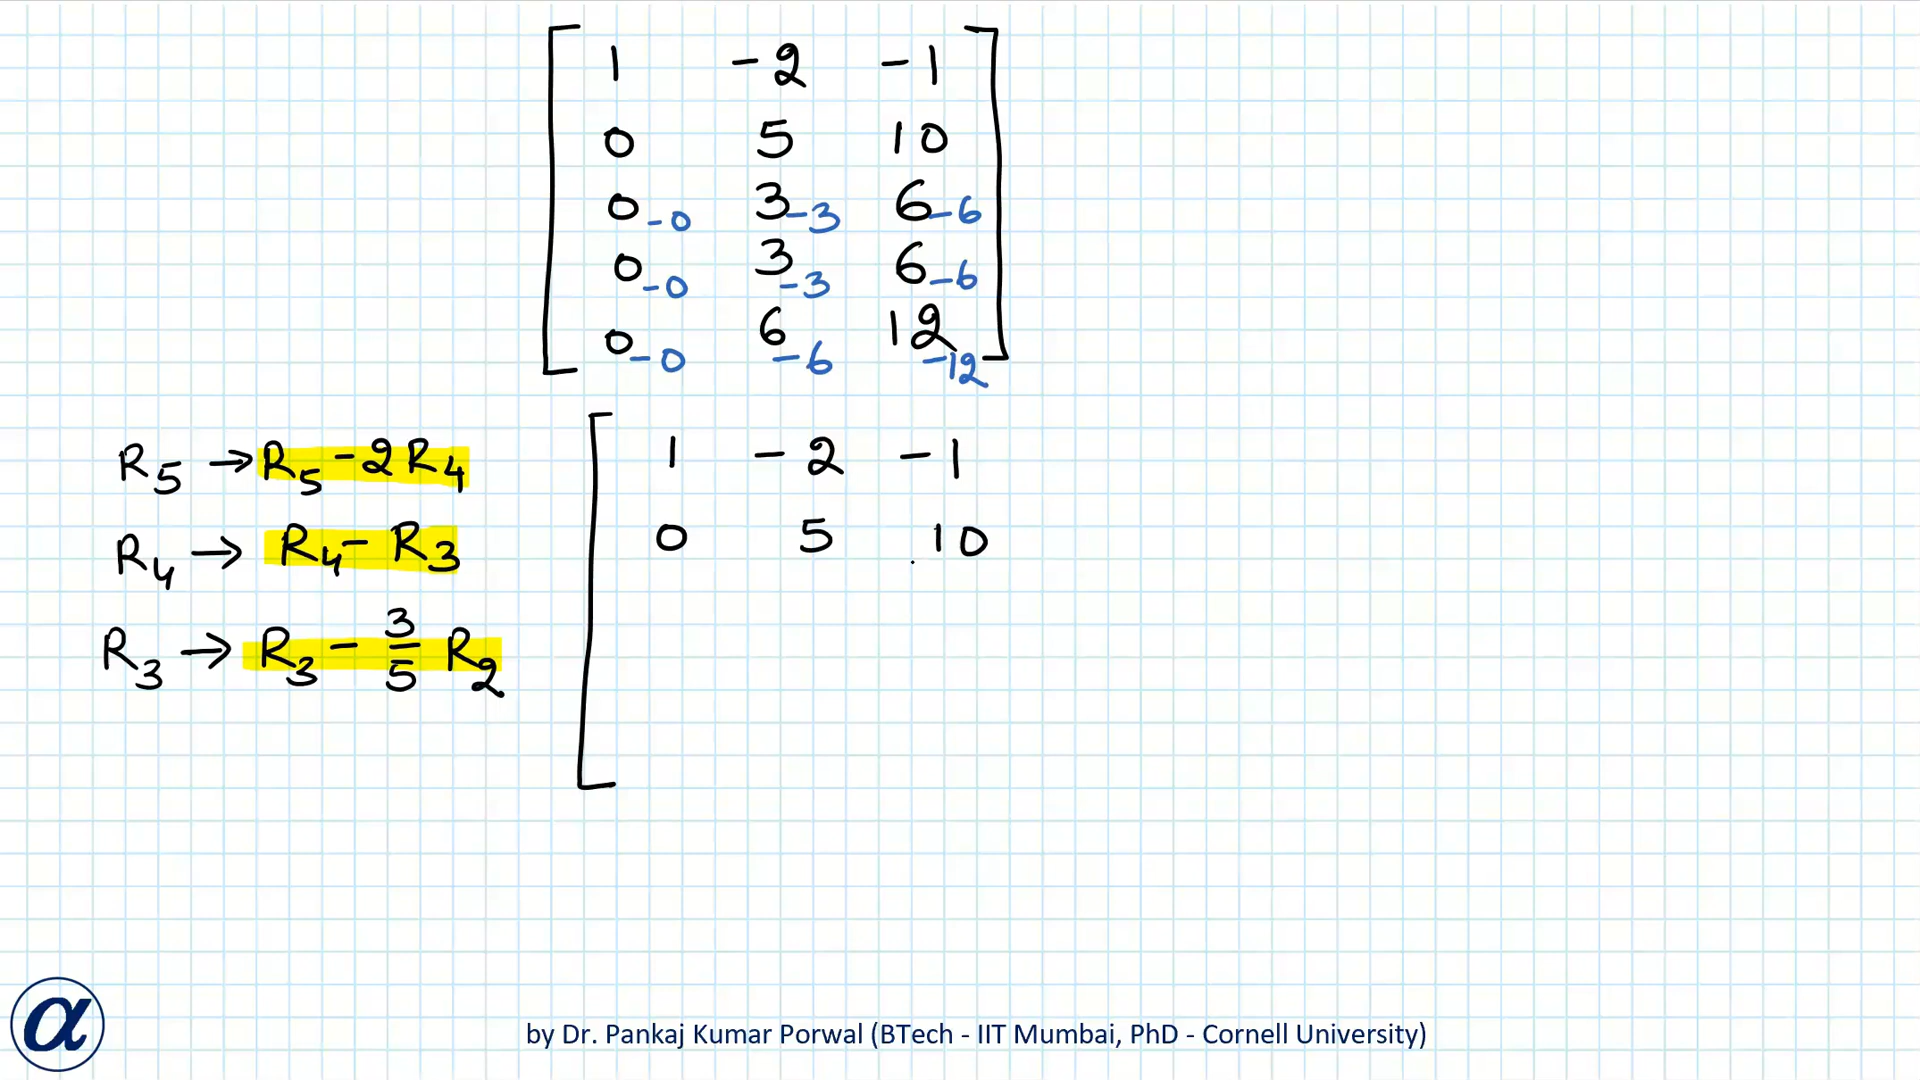 1 -2 -1
0 5 10
0 -0 3 -3 6 -6
0 -0 3 -3 6 -6
0 -0 6 -6 12 -12
R5 → R5 - 2R4
R4 → R4 - R3
R3 → R3 - 3/5 R2
1 -2 -1
0 5 10
α
by Dr. Pankaj Kumar Porwal (BTech - IIT Mumbai, PhD - Cornell University)